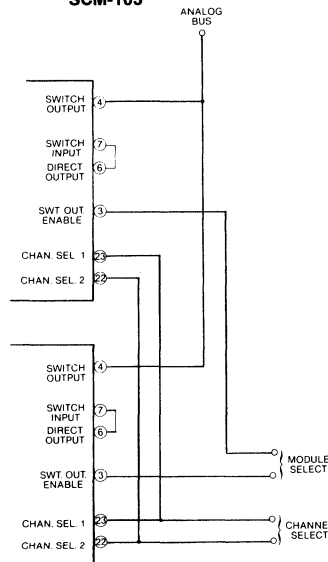 SCM-105
ANALOG
BUS
SWITCH
OUTPUT
4
SWITCH
INPUT
7
DIRECT
OUTPUT
6
SWT OUT.
ENABLE
3
CHAN. SEL 1
23
CHAN. SEL. 2
22
SWITCH
OUTPUT
4
SWITCH
INPUT
7
DIRECT
OUTPUT
6
SWT. OUT.
ENABLE
3
MODULE
SELECT
CHAN. SEL. 1
23
CHAN. SEL. 2
22
CHANNE
SELECT